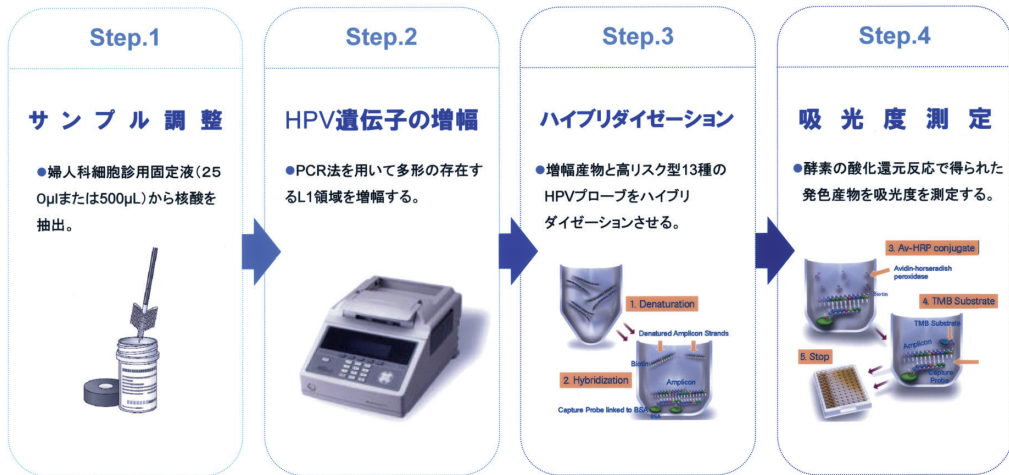 Step.1
サンプル調整
●婦人科細胞診用固定液(25
0μlまたは500μL)から核酸を
抽出。
Step.2
HPV遺伝子の増幅
●PCR法を用いて多形の存在す
るL1領域を増幅する。
Step.3
ハイブリダイゼーション
●増幅産物と高リスク型13種の
HPVプローブをハイブリ
ダイゼーションさせる。
1. Denaturation
Denatured Amplicon Strands
Biotin
2. Hybridization
Amplicon
Capture Probe linked to BSA
Step.4
吸光度測定
●酵素の酸化還元反応で得られた
発色産物を吸光度を測定する。
3. Av-HRP conjugate
Avidin-horseradish
peroxidase
Biotin
4. TMB Substrate
TMB Substrate
Amplicon
5. Stop
Capture
Probe